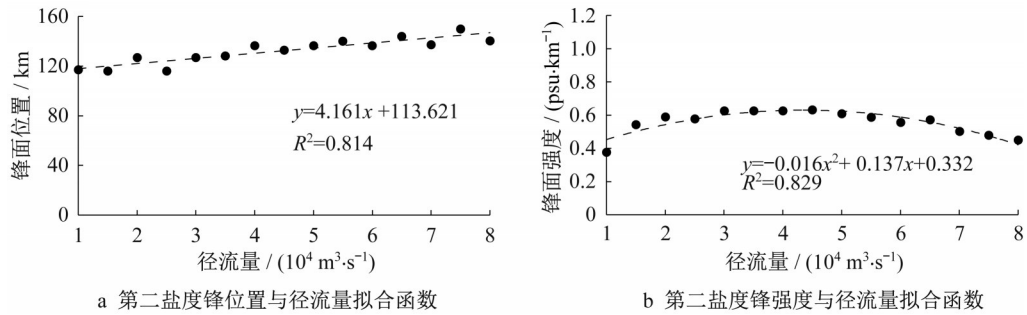 160
120
80
40
0
锋面位置 / km
y=4.161x +113.621
R²=0.814
1 2 3 4 5 6 7 8
径流量 / (10⁴ m³·s⁻¹)
a 第二盐度锋位置与径流量拟合函数
1.2
1.0
0.8
0.6
0.4
0.2
0
锋面强度 / (psu·km⁻¹)
y=−0.016x²+ 0.137x+0.332
R²=0.829
1 2 3 4 5 6 7 8
径流量 / (10⁴ m³·s⁻¹)
b 第二盐度锋强度与径流量拟合函数